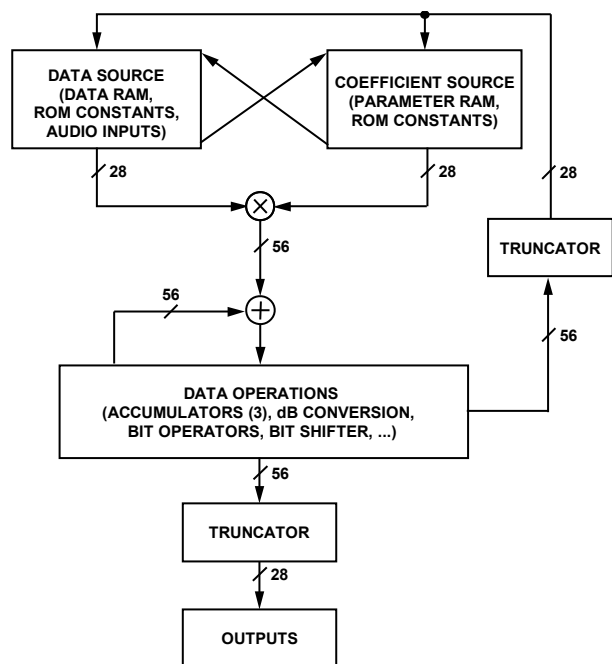 DATA SOURCE
(DATA RAM,
ROM CONSTANTS,
AUDIO INPUTS)
COEFFICIENT SOURCE
(PARAMETER RAM,
ROM CONSTANTS)
28
28
28
TRUNCATOR
56
56
56
DATA OPERATIONS
(ACCUMULATORS (3), dB CONVERSION,
BIT OPERATORS, BIT SHIFTER, ...)
56
TRUNCATOR
28
OUTPUTS